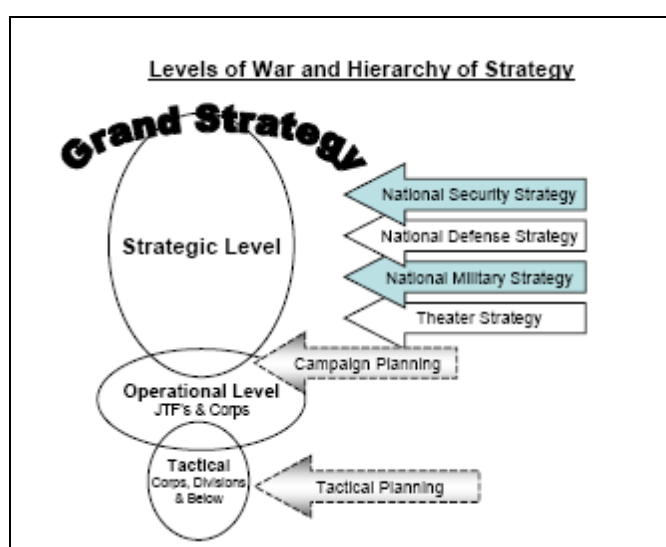 Levels of War and Hierarchy of Strategy
Grand Strategy
National Security Strategy
National Defense Strategy
Strategic Level
National Military Strategy
Theater Strategy
Campaign Planning
Operational Level
JTF's & Corps
Tactical
Corps, Divisions
& Below
Tactical Planning